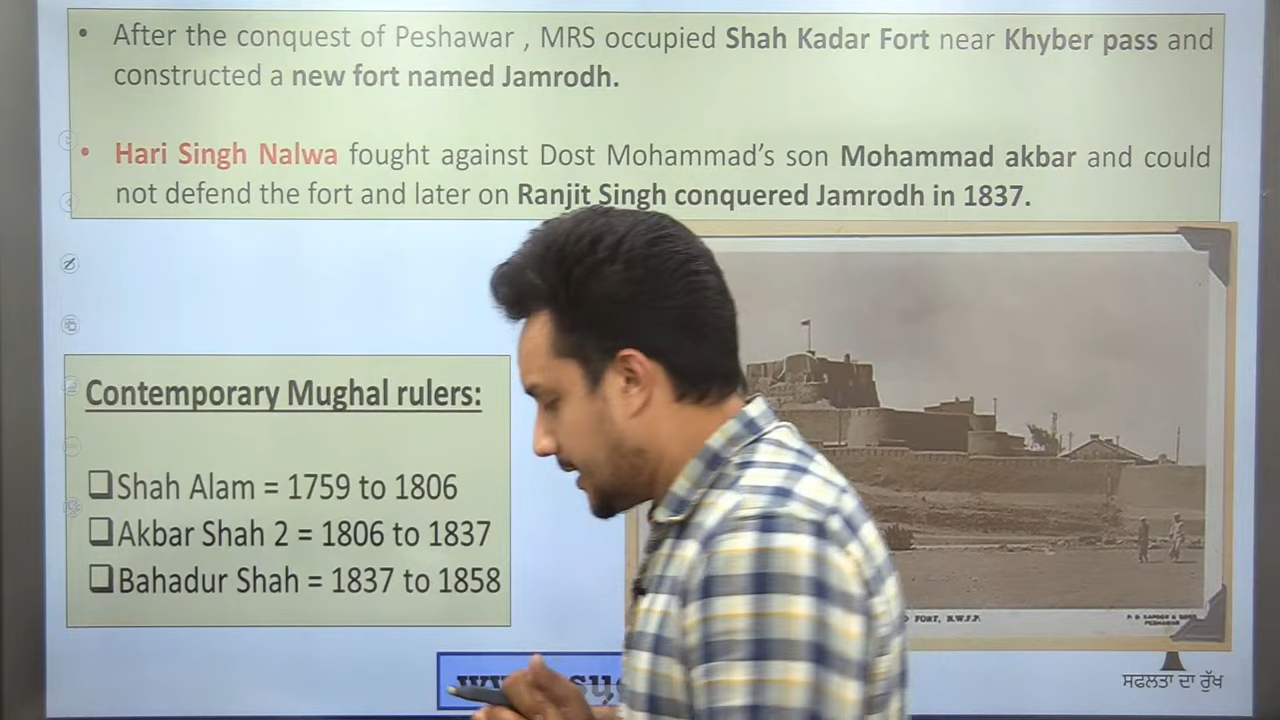 • After the conquest of Peshawar , MRS occupied Shah Kadar Fort near Khyber pass and
constructed a new fort named Jamrodh.
• Hari Singh Nalwa fought against Dost Mohammad’s son Mohammad akbar and could
not defend the fort and later on Ranjit Singh conquered Jamrodh in 1837.
Contemporary Mughal rulers:
❑Shah Alam = 1759 to 1806
❑Akbar Shah 2 = 1806 to 1837
❑Bahadur Shah = 1837 to 1858
FORT, N.W.F.P.
PESHAWAR
ਸਫਲਤਾ ਦਾ ਰੁੱਖ